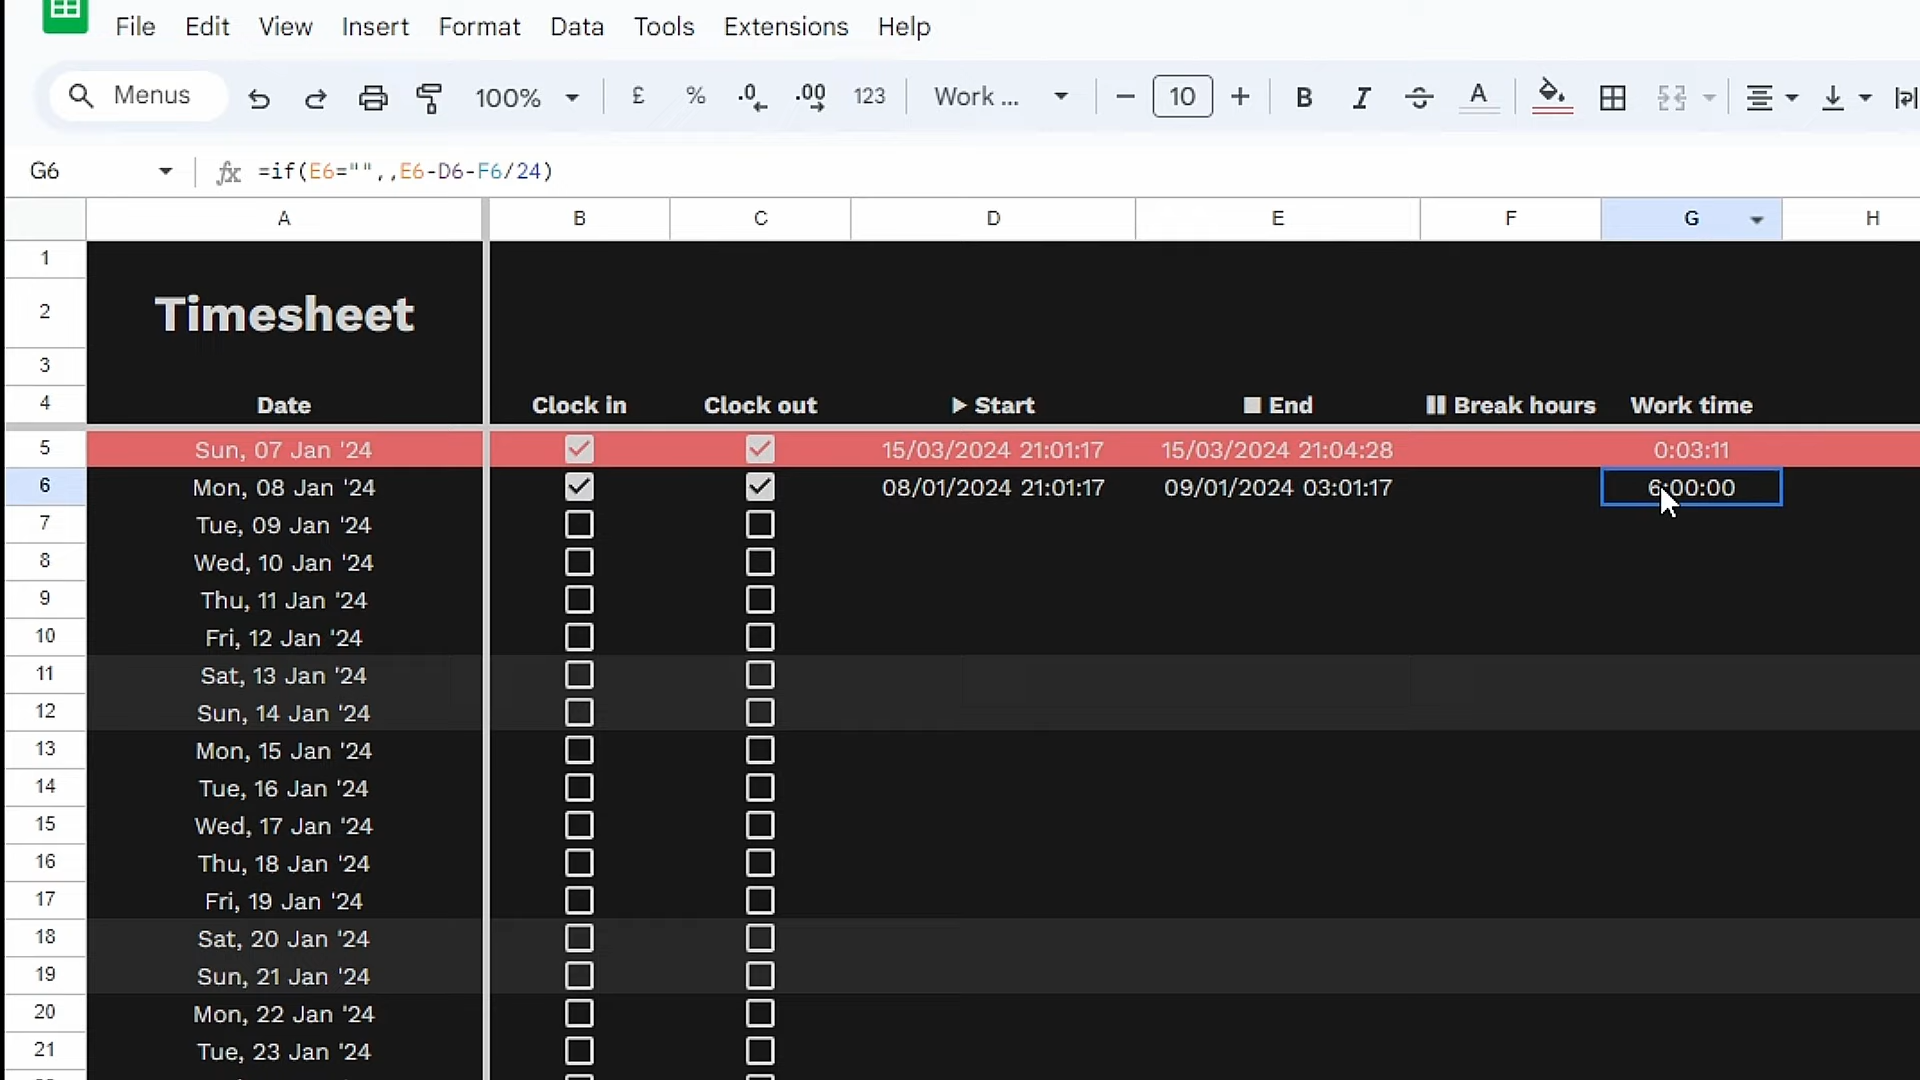 File Edit View Insert Format Data Tools Extensions Help
Menus 100% £ % .0 .00 123 Work ... − 10 + B I A
G6 fx =if(E6="",,E6-D6-F6/24)
A B C D E F G H
1
2 Timesheet
3
4 Date Clock in Clock out ▶ Start ■ End ▮▮ Break hours Work time
5 Sun, 07 Jan '24 15/03/2024 21:01:17 15/03/2024 21:04:28 0:03:11
6 Mon, 08 Jan '24 08/01/2024 21:01:17 09/01/2024 03:01:17 6:00:00
7 Tue, 09 Jan '24
8 Wed, 10 Jan '24
9 Thu, 11 Jan '24
10 Fri, 12 Jan '24
11 Sat, 13 Jan '24
12 Sun, 14 Jan '24
13 Mon, 15 Jan '24
14 Tue, 16 Jan '24
15 Wed, 17 Jan '24
16 Thu, 18 Jan '24
17 Fri, 19 Jan '24
18 Sat, 20 Jan '24
19 Sun, 21 Jan '24
20 Mon, 22 Jan '24
21 Tue, 23 Jan '24